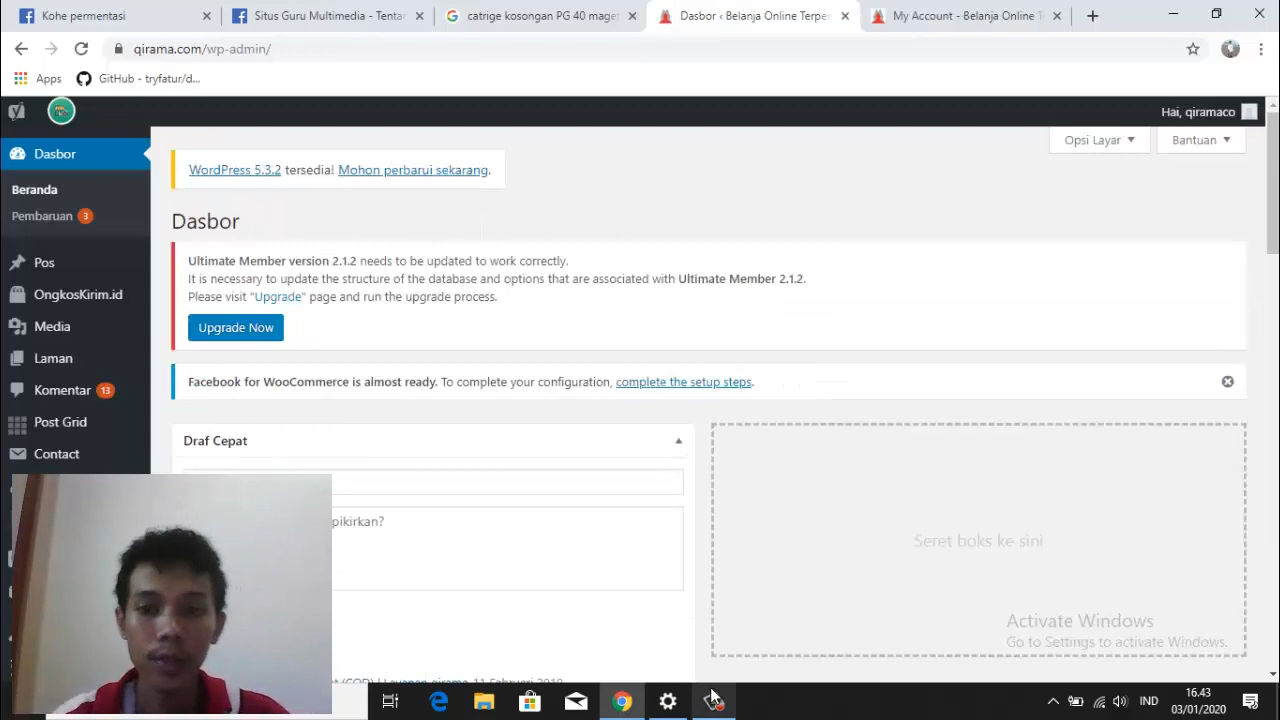 Kohe permentasi
Situs Guru Multimedia - Tentan
catrige kosongan PG 40 maget
Dasbor ‹ Belanja Online Terper
My Account - Belanja Online T
qirama.com/wp-admin/
Apps
GitHub - tryfatur/d...
Hai, qiramaco
Dasbor
Beranda
Pembaruan 3
Pos
OngkosKirim.id
Media
Laman
Komentar 13
Post Grid
Contact
Opsi Layar
Bantuan
WordPress 5.3.2 tersedia! Mohon perbarui sekarang.
Dasbor
Ultimate Member version 2.1.2 needs to be updated to work correctly.
It is necessary to update the structure of the database and options that are associated with Ultimate Member 2.1.2.
Please visit "Upgrade" page and run the upgrade process.
Upgrade Now
Facebook for WooCommerce is almost ready. To complete your configuration, complete the setup steps.
Draf Cepat
pikirkan?
Seret boks ke sini
Activate Windows
Go to Settings to activate Windows.
IND
16.43
03/01/2020